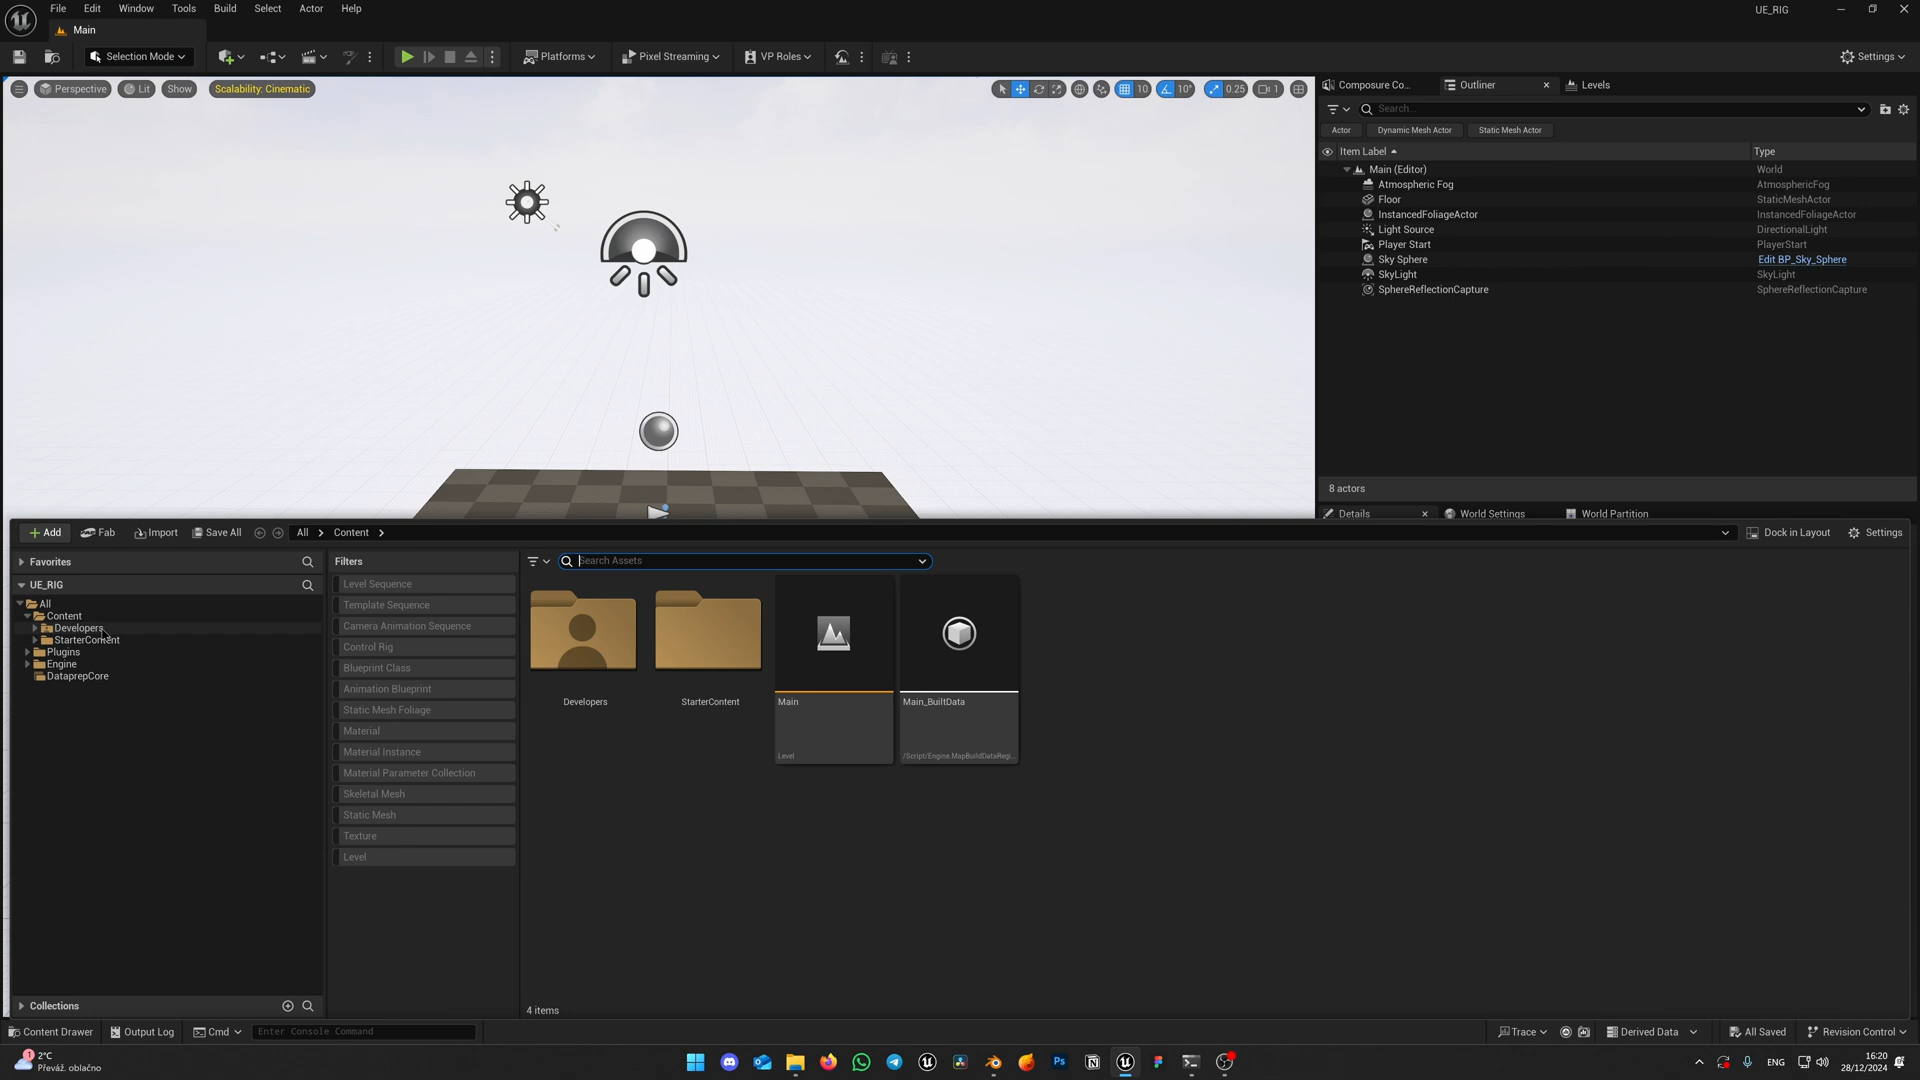 File Edit Window Tools Build Select Actor Help
UE_RIG
Main
Selection Mode
Platforms
Pixel Streaming
VP Roles
Settings
Perspective
Lit
Show
Scalability: Cinematic
10
10°
0.25
1
Composure Co...
Outliner
Levels
Search...
Actor
Dynamic Mesh Actor
Static Mesh Actor
Item Label
Type
Main (Editor)
World
Atmospheric Fog
AtmosphericFog
Floor
StaticMeshActor
InstancedFoliageActor
InstancedFoliageActor
Light Source
DirectionalLight
Player Start
PlayerStart
Sky Sphere
Edit BP_Sky_Sphere
SkyLight
SkyLight
SphereReflectionCapture
SphereReflectionCapture
8 actors
Details
World Settings
World Partition
+ Add
Fab
Import
Save All
All
Content
Dock in Layout
Settings
Favorites
UE_RIG
All
Content
Developers
StarterContent
Plugins
Engine
DataprepCore
Collections
Filters
Level Sequence
Template Sequence
Camera Animation Sequence
Control Rig
Blueprint Class
Animation Blueprint
Static Mesh Foliage
Material
Material Instance
Material Parameter Collection
Skeletal Mesh
Static Mesh
Texture
Level
Search Assets
Developers
StarterContent
Main
Level
Main_BuiltData
/Script/Engine.MapBuildDataRegi...
4 items
Content Drawer
Output Log
Cmd
Enter Console Command
Trace
Derived Data
All Saved
Revision Control
1
2°C
Převáž. oblačno
Ps
ENG
16:20
28/12/2024